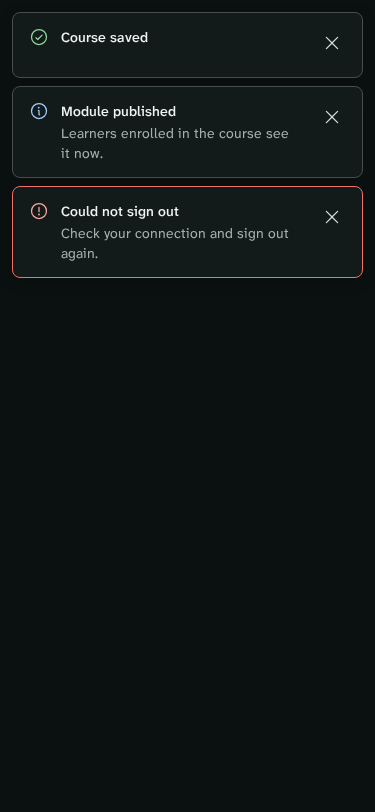 Course saved
Module published
Learners enrolled in the course see
it now.
Could not sign out
Check your connection and sign out
again.